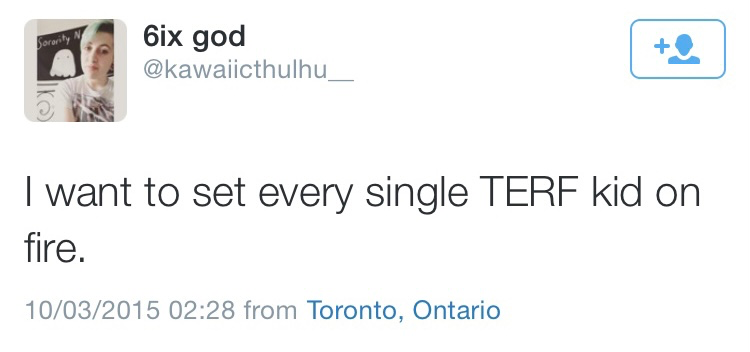 Sorority N
6ix god
@kawaiicthulhu__
I want to set every single TERF kid on
fire.
10/03/2015 02:28 from Toronto, Ontario